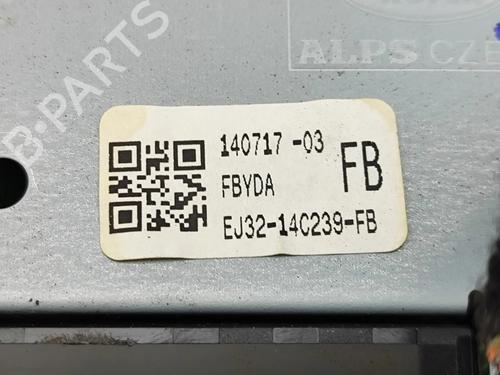 B-PARTS
ALPS CZE
140717 -03
FBYDA
FB
EJ32-14C239-FB